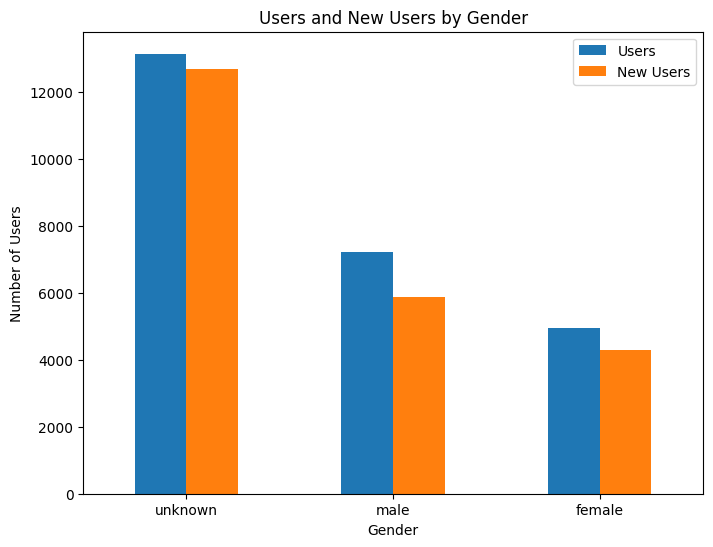 Users and New Users by Gender
Users
New Users
Number of Users
12000
10000
8000
6000
4000
2000
0
unknown
male
female
Gender